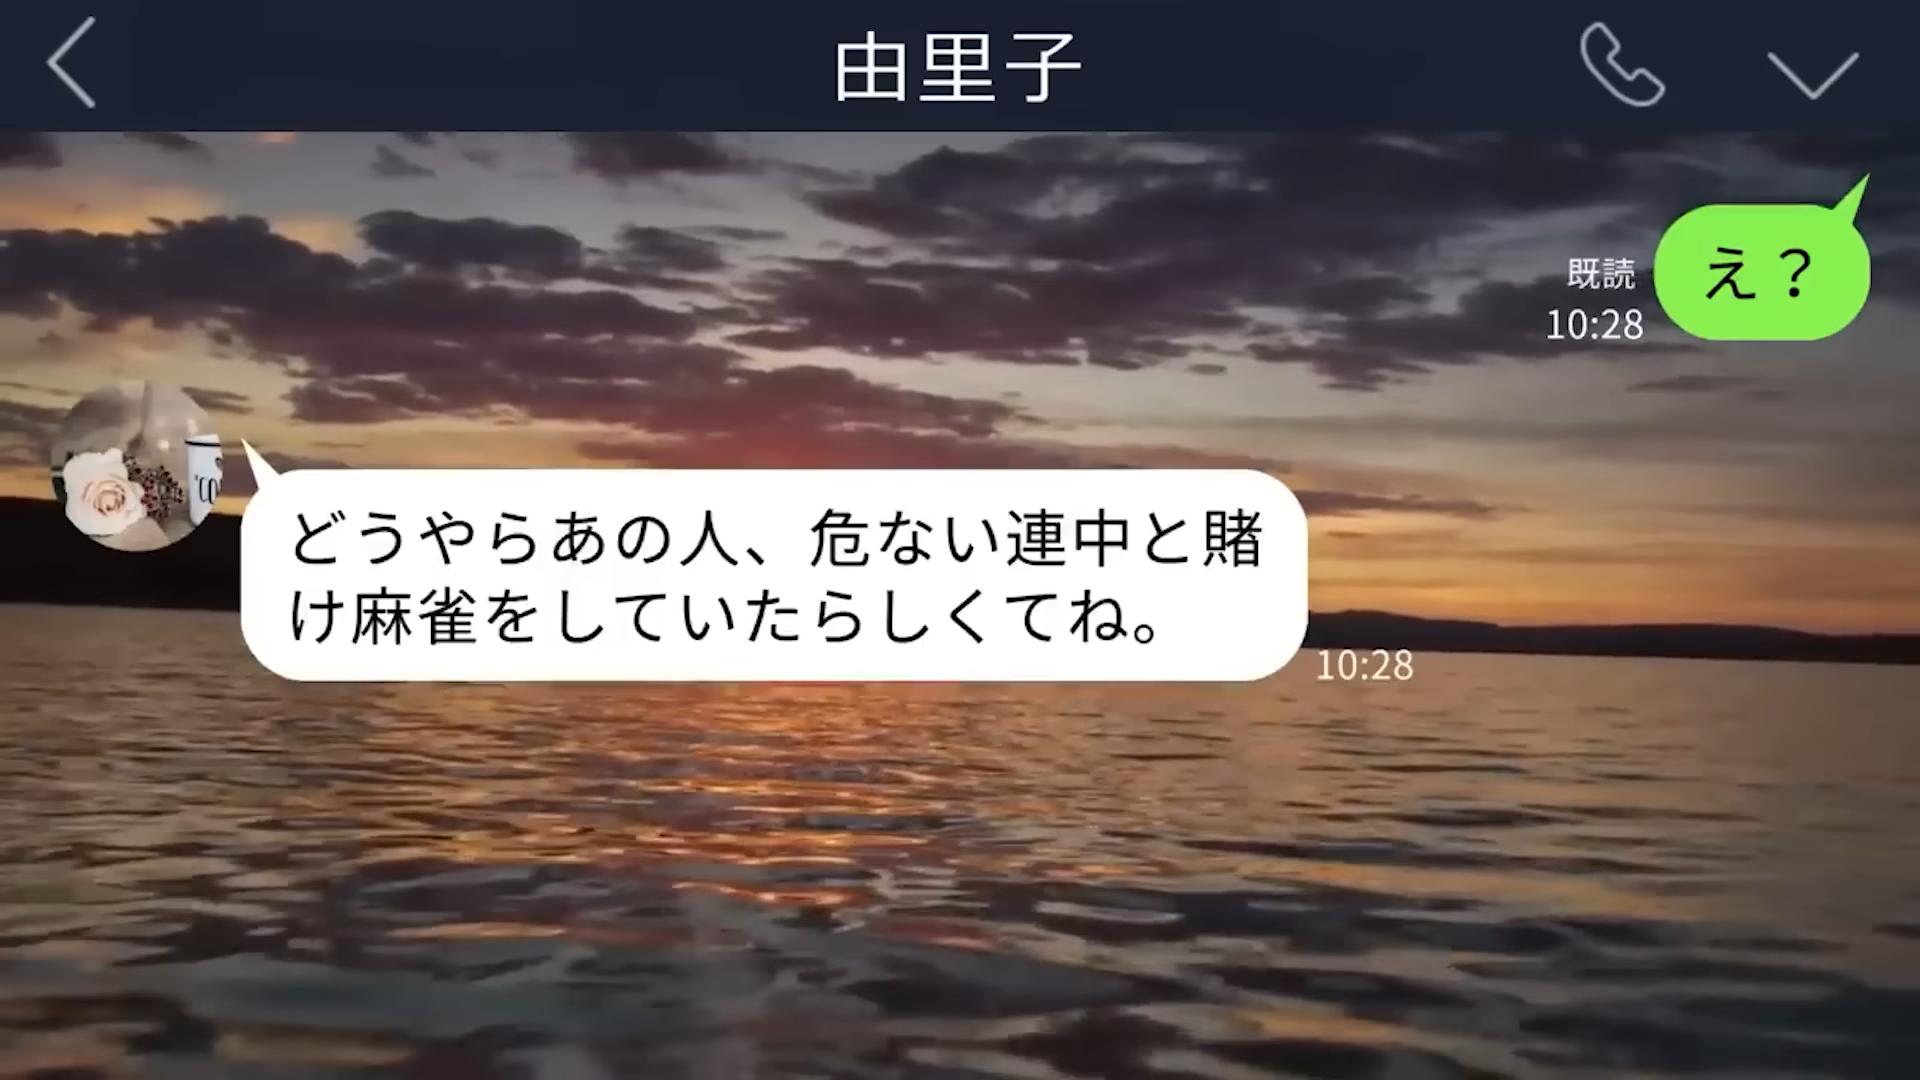 由里子
え？
既読
10:28
どうやらあの人、危ない連中と賭
け麻雀をしていたらしくてね。
10:28